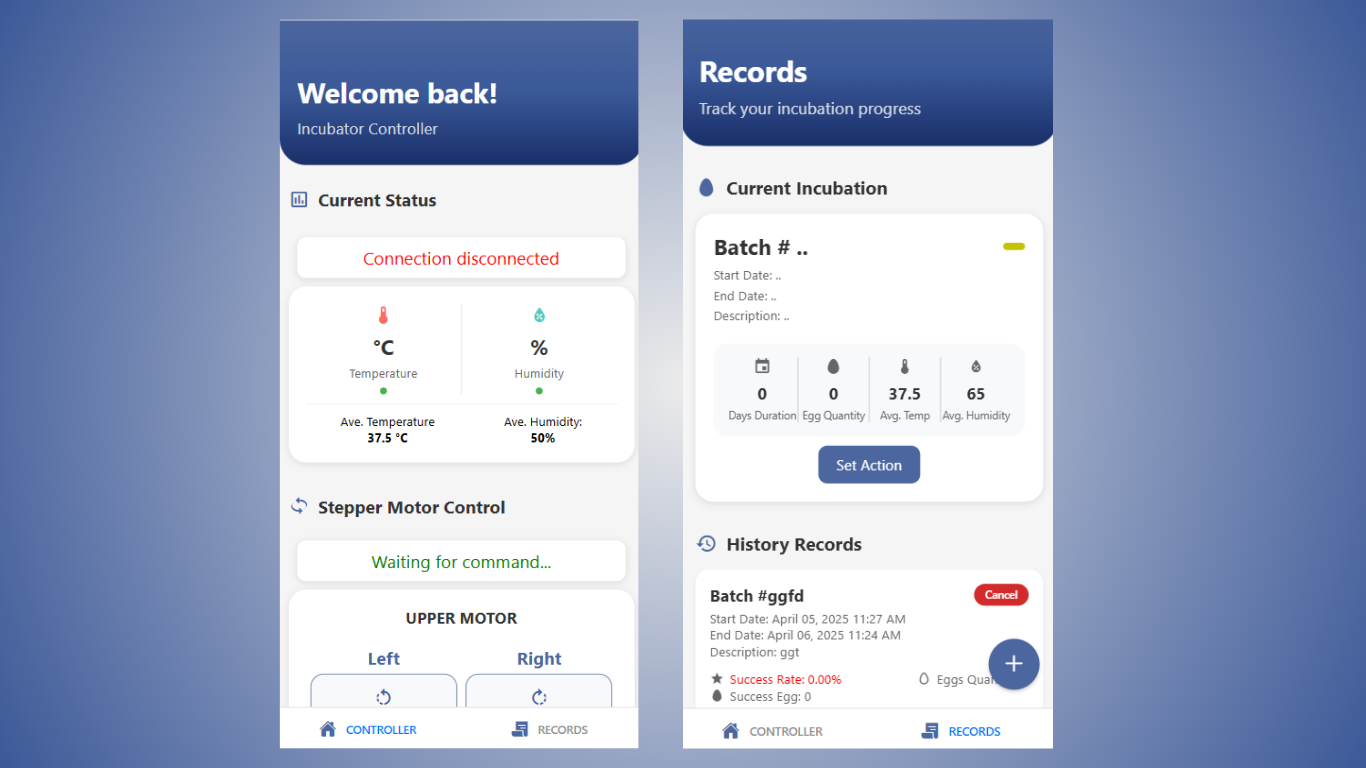 Welcome back!
Incubator Controller
Current Status
Connection disconnected
°C
%
Temperature
Humidity
Ave. Temperature
Ave. Humidity:
37.5 °C
50%
Stepper Motor Control
Waiting for command...
UPPER MOTOR
Left
Right
CONTROLLER
RECORDS
Records
Track your incubation progress
Current Incubation
Batch # ..
Start Date: ..
End Date: ..
Description: ..
0
0
37.5
65
Days Duration
Egg Quantity
Avg. Temp
Avg. Humidity
Set Action
History Records
Batch #ggfd
Cancel
Start Date: April 05, 2025 11:27 AM
End Date: April 06, 2025 11:24 AM
Description: ggt
+
Success Rate: 0.00%
Eggs
Success Egg: 0
CONTROLLER
RECORDS